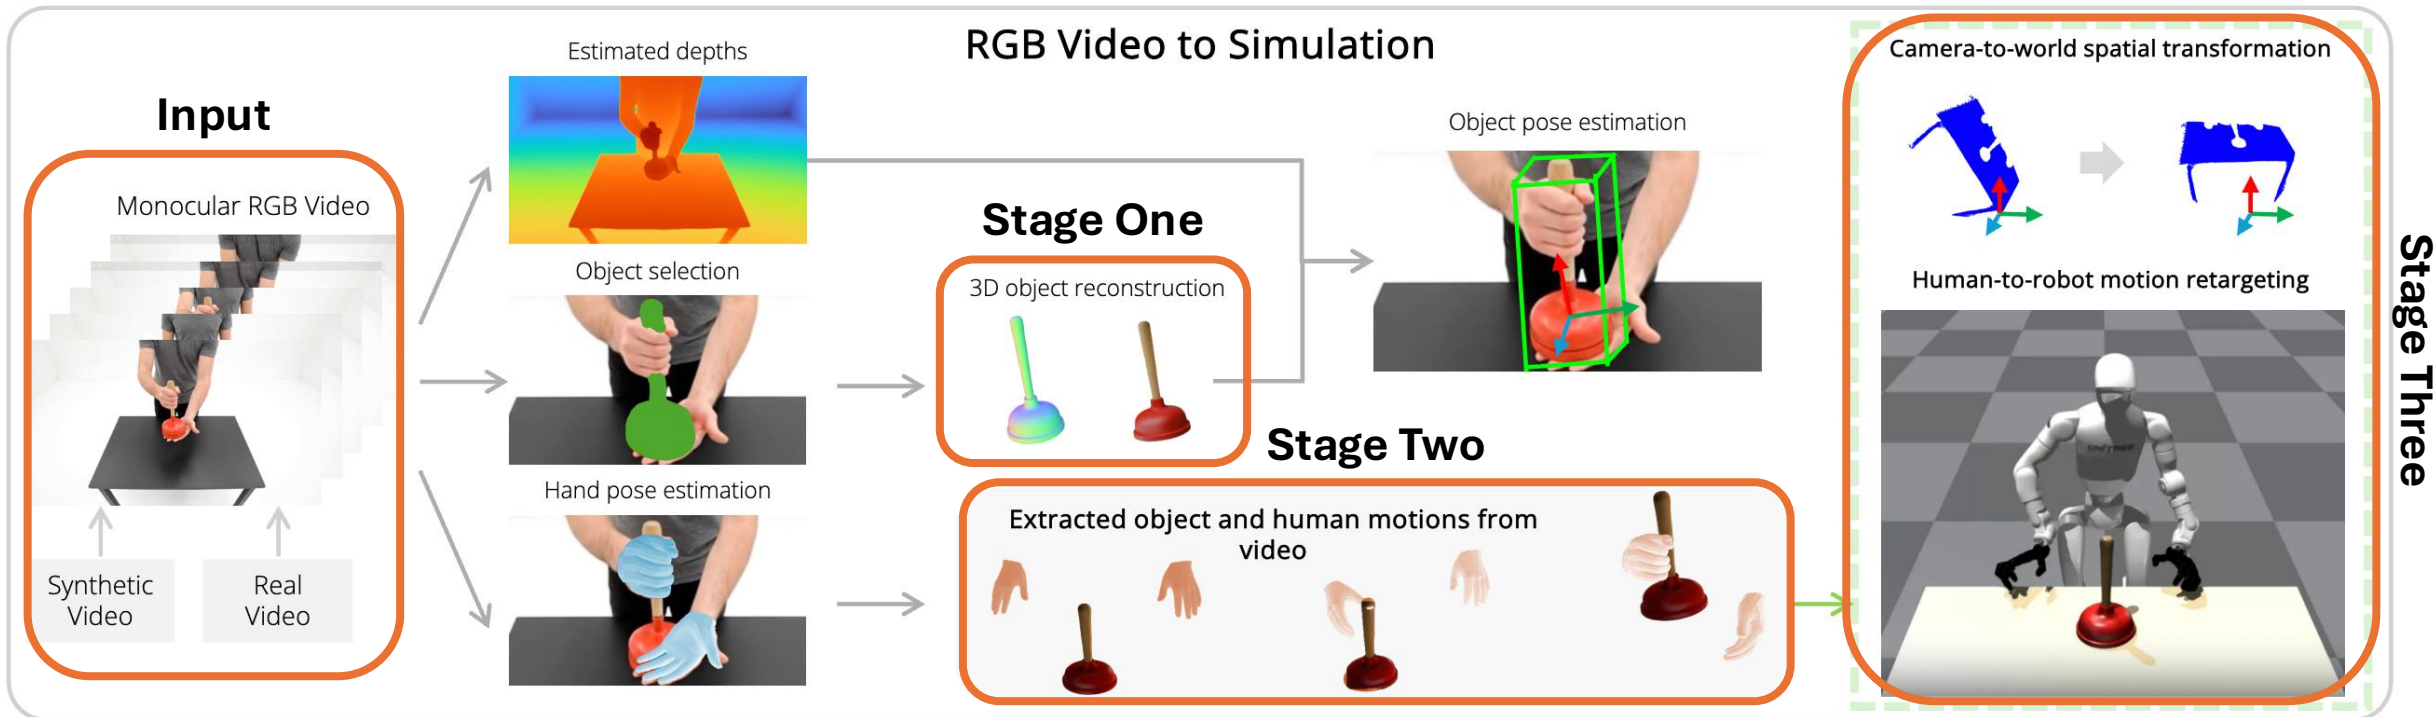 RGB Video to Simulation
Input
Monocular RGB Video
Synthetic
Video
Real
Video
Estimated depths
Object selection
Hand pose estimation
Stage One
3D object reconstruction
Object pose estimation
Stage Two
Extracted object and human motions from
video
Camera-to-world spatial transformation
Human-to-robot motion retargeting
Stage Three